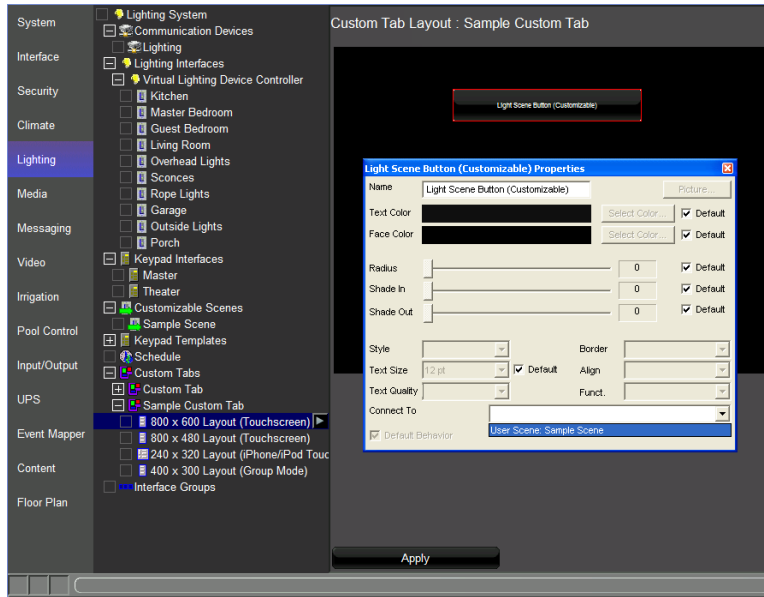 System
Interface
Security
Climate
Lighting
Media
Messaging
Video
Irrigation
Pool Control
Input/Output
UPS
Event Mapper
Content
Floor Plan
Lighting System
Communication Devices
Lighting
Lighting Interfaces
Virtual Lighting Device Controller
Kitchen
Master Bedroom
Guest Bedroom
Living Room
Overhead Lights
Sconces
Rope Lights
Garage
Outside Lights
Porch
Keypad Interfaces
Master
Theater
Customizable Scenes
Sample Scene
Keypad Templates
Schedule
Custom Tabs
Custom Tab
Sample Custom Tab
800 x 600 Layout (Touchscreen)
800 x 480 Layout (Touchscreen)
240 x 320 Layout (iPhone/iPod Touc
400 x 300 Layout (Group Mode)
Interface Groups
Custom Tab Layout : Sample Custom Tab
Light Scene Button (Customizable)
Light Scene Button (Customizable) Properties
Name Light Scene Button (Customizable) Picture...
Text Color Select Color... Default
Face Color Select Color... Default
Radius 0 Default
Shade In 0 Default
Shade Out 0 Default
Style Border
Text Size 12 pt Default Align
Text Quality Funct.
Connect To
User Scene: Sample Scene
Default Behavior
Apply